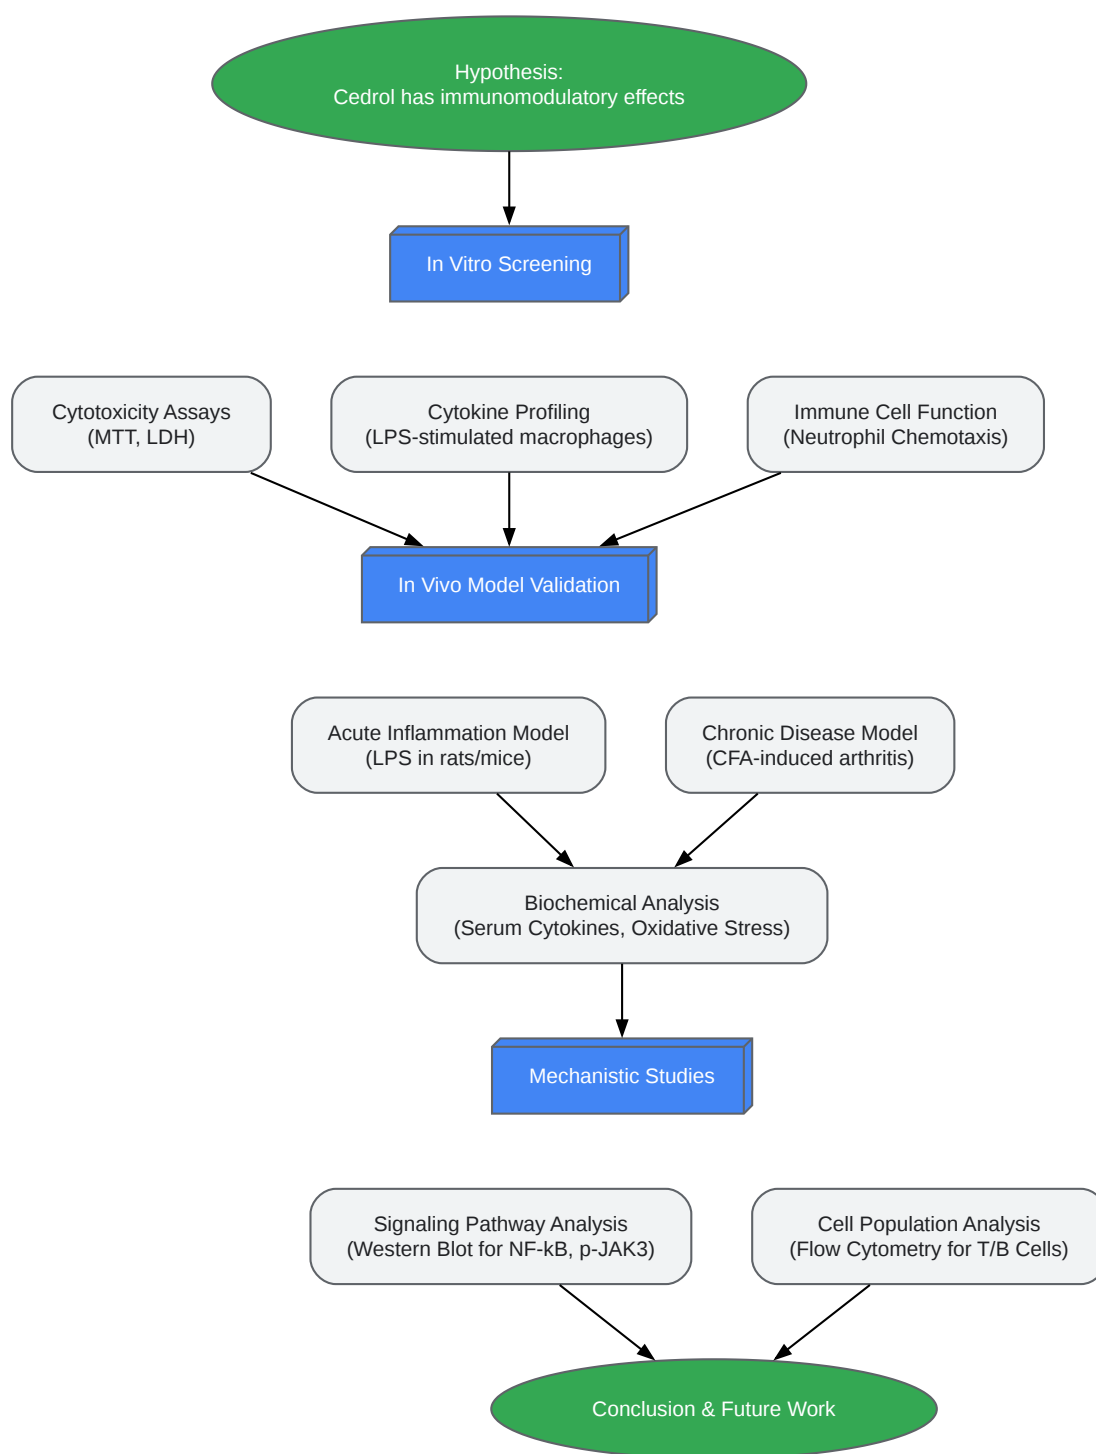 Hypothesis:
Cedrol has immunomodulatory effects
In Vitro Screening
Cytotoxicity Assays
(MTT, LDH)
Cytokine Profiling
(LPS-stimulated macrophages)
Immune Cell Function
(Neutrophil Chemotaxis)
In Vivo Model Validation
Acute Inflammation Model
(LPS in rats/mice)
Chronic Disease Model
(CFA-induced arthritis)
Biochemical Analysis
(Serum Cytokines, Oxidative Stress)
Mechanistic Studies
Signaling Pathway Analysis
(Western Blot for NF-kB, p-JAK3)
Cell Population Analysis
(Flow Cytometry for T/B Cells)
Conclusion & Future Work